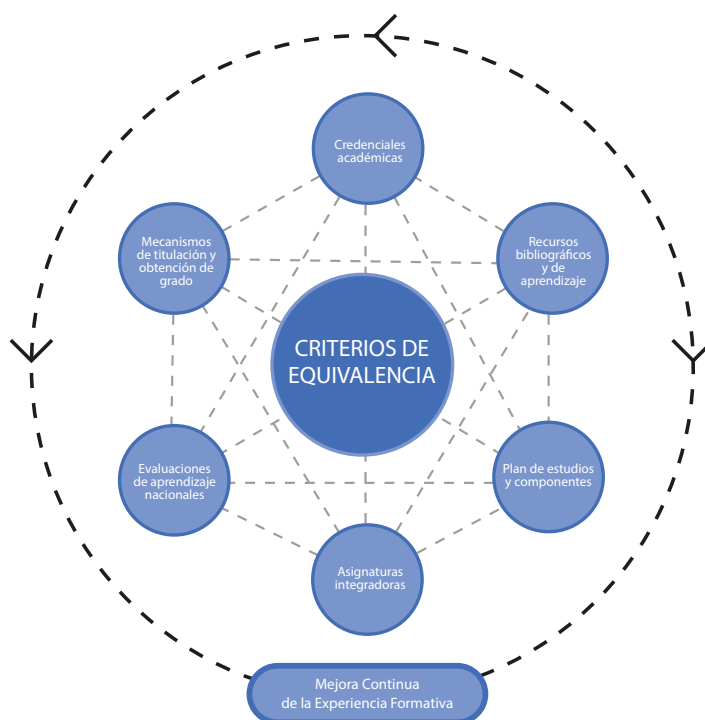 Credenciales
académicas
Mecanismos
de titulación y
obtención de
grado
Recursos
bibliográficos
y de
aprendizaje
CRITERIOS DE
EQUIVALENCIA
Evaluaciones
de aprendizaje
nacionales
Plan de estudios
y componentes
Asignaturas
integradoras
Mejora Continua
de la Experiencia Formativa